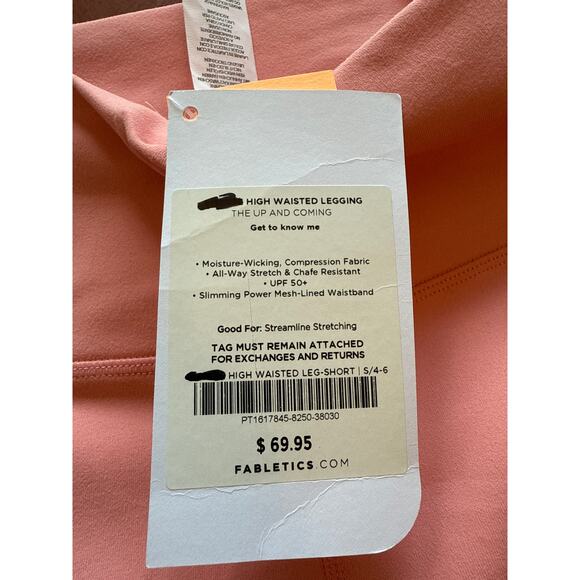 HIGH WAISTED LEGGING
THE UP AND COMING
Get to know me
• Moisture-Wicking, Compression Fabric
• All-Way Stretch & Chafe Resistant
• UPF 50+
• Slimming Power Mesh-Lined Waistband
Good For: Streamline Stretching
TAG MUST REMAIN ATTACHED
FOR EXCHANGES AND RETURNS
HIGH WAISTED LEG-SHORT | S/4-6
PT1617845-8250-38030
$ 69.95
FABLETICS.COM